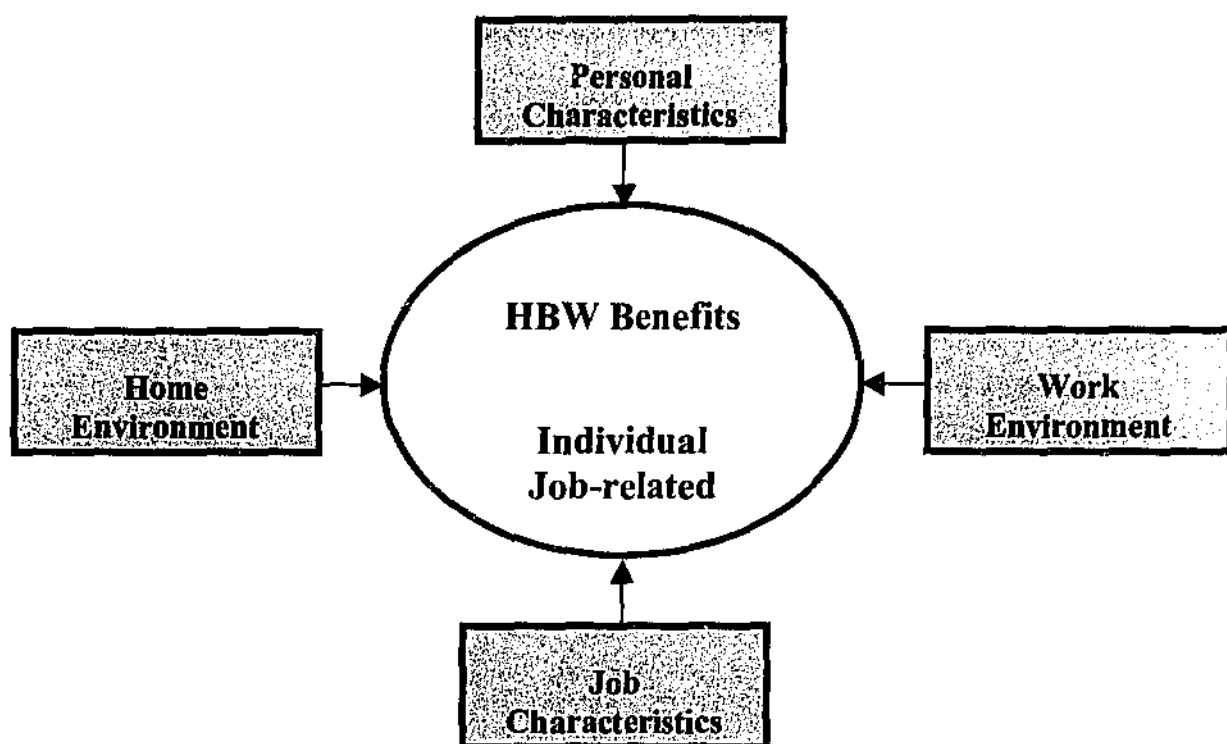 Personal
Characteristics
HBW Benefits
Individual
Job-related
Home
Environment
Work
Environment
Job
Characteristics